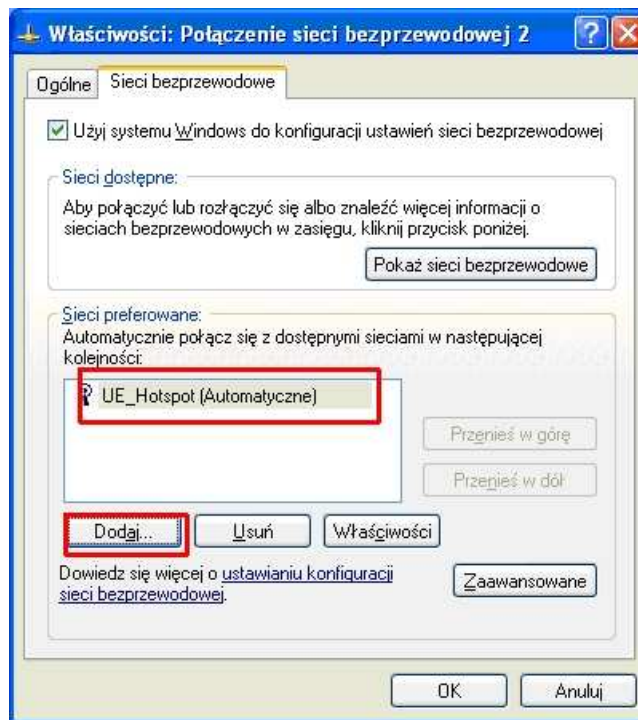 Właściwości: Połączenie sieci bezprzewodowej 2
Ogólne
Sieci bezprzewodowe
Użyj systemu Windows do konfiguracji ustawień sieci bezprzewodowej
Sieci dostępne:
Aby połączyć lub rozłączyć się albo znaleźć więcej informacji o
sieciach bezprzewodowych w zasięgu, kliknij przycisk poniżej.
Pokaż sieci bezprzewodowe
Sieci preferowane:
Automatycznie połącz się z dostępnymi sieciami w następującej
kolejności:
UE_Hotspot (Automatyczne)
Przenieś w górę
Przenieś w dół
Dodaj...
Usuń
Właściwości
Dowiedz się więcej o ustawianiu konfiguracji
sieci bezprzewodowej.
Zaawansowane
OK
Anuluj